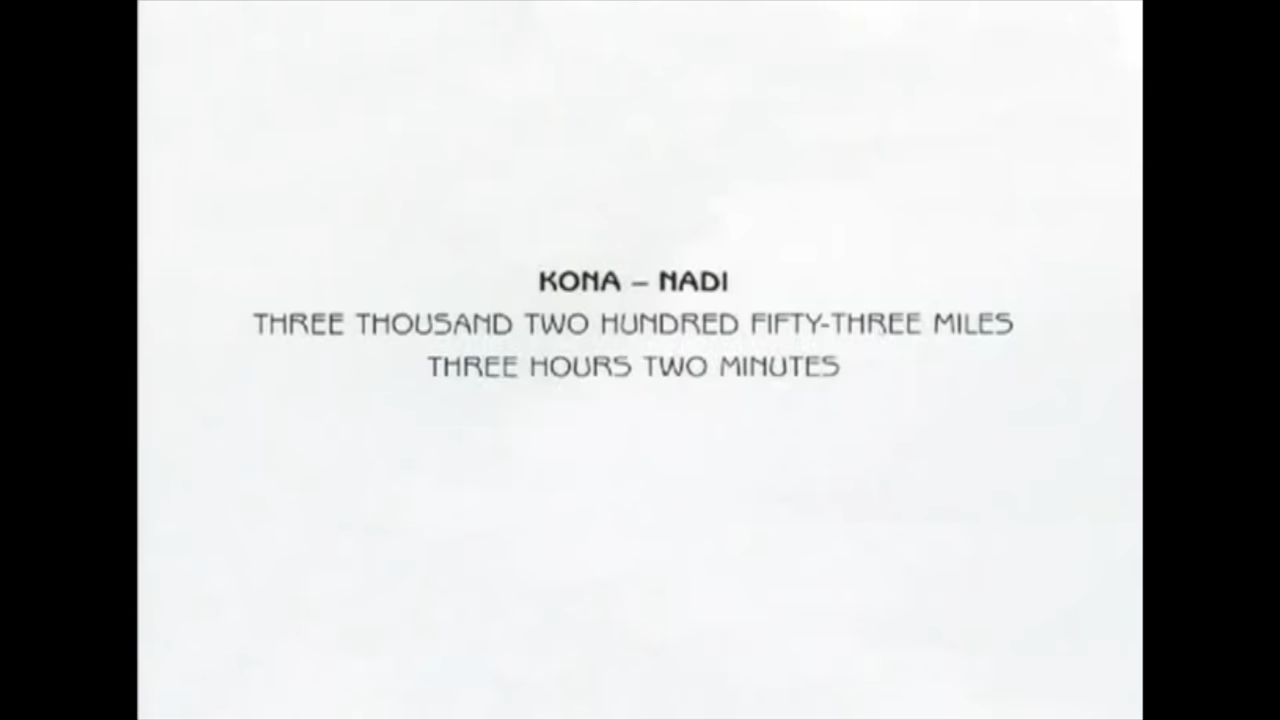 KONA – NADI
THREE THOUSAND TWO HUNDRED FIFTY-THREE MILES
THREE HOURS TWO MINUTES